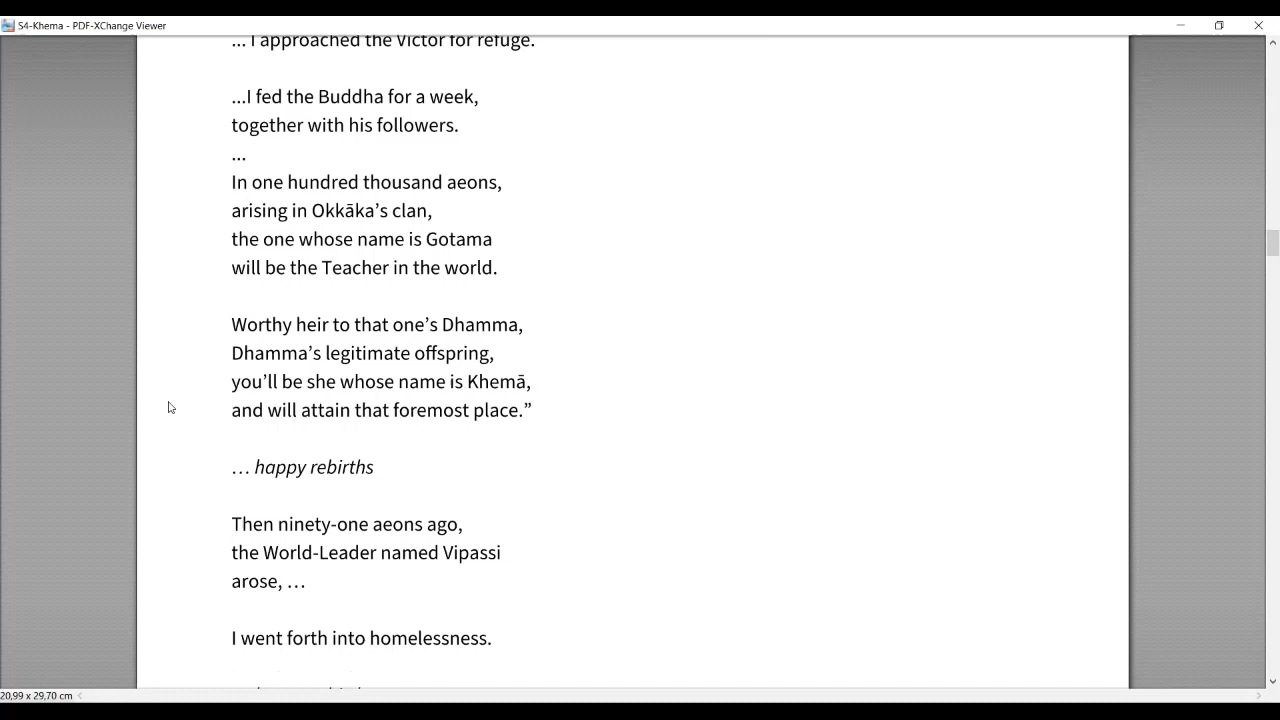 S4-Khema - PDF-XChange Viewer
... I approached the Victor for refuge.
...I fed the Buddha for a week,
together with his followers.
...
In one hundred thousand aeons,
arising in Okkāka’s clan,
the one whose name is Gotama
will be the Teacher in the world.
Worthy heir to that one’s Dhamma,
Dhamma’s legitimate offspring,
you’ll be she whose name is Khemā,
and will attain that foremost place.”
… happy rebirths
Then ninety-one aeons ago,
the World-Leader named Vipassi
arose, …
I went forth into homelessness.
20,99 x 29,70 cm